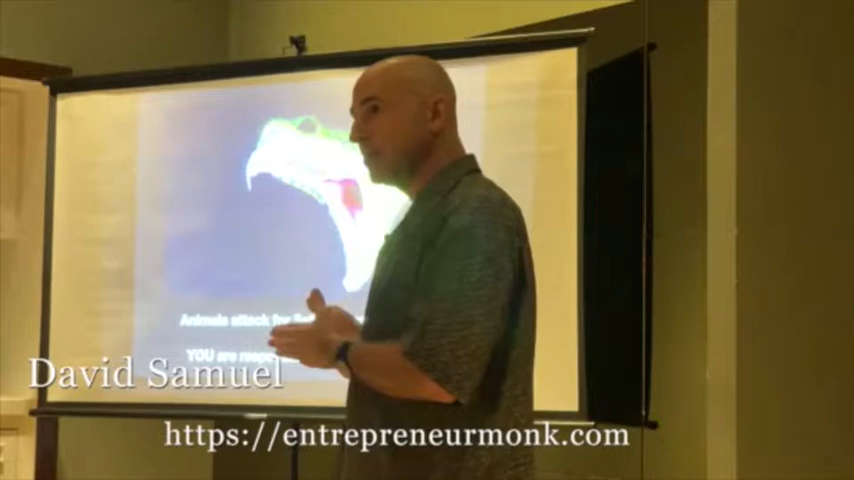 Animals attack for
YOU are
David Samuel
https://entrepreneurmonk.com